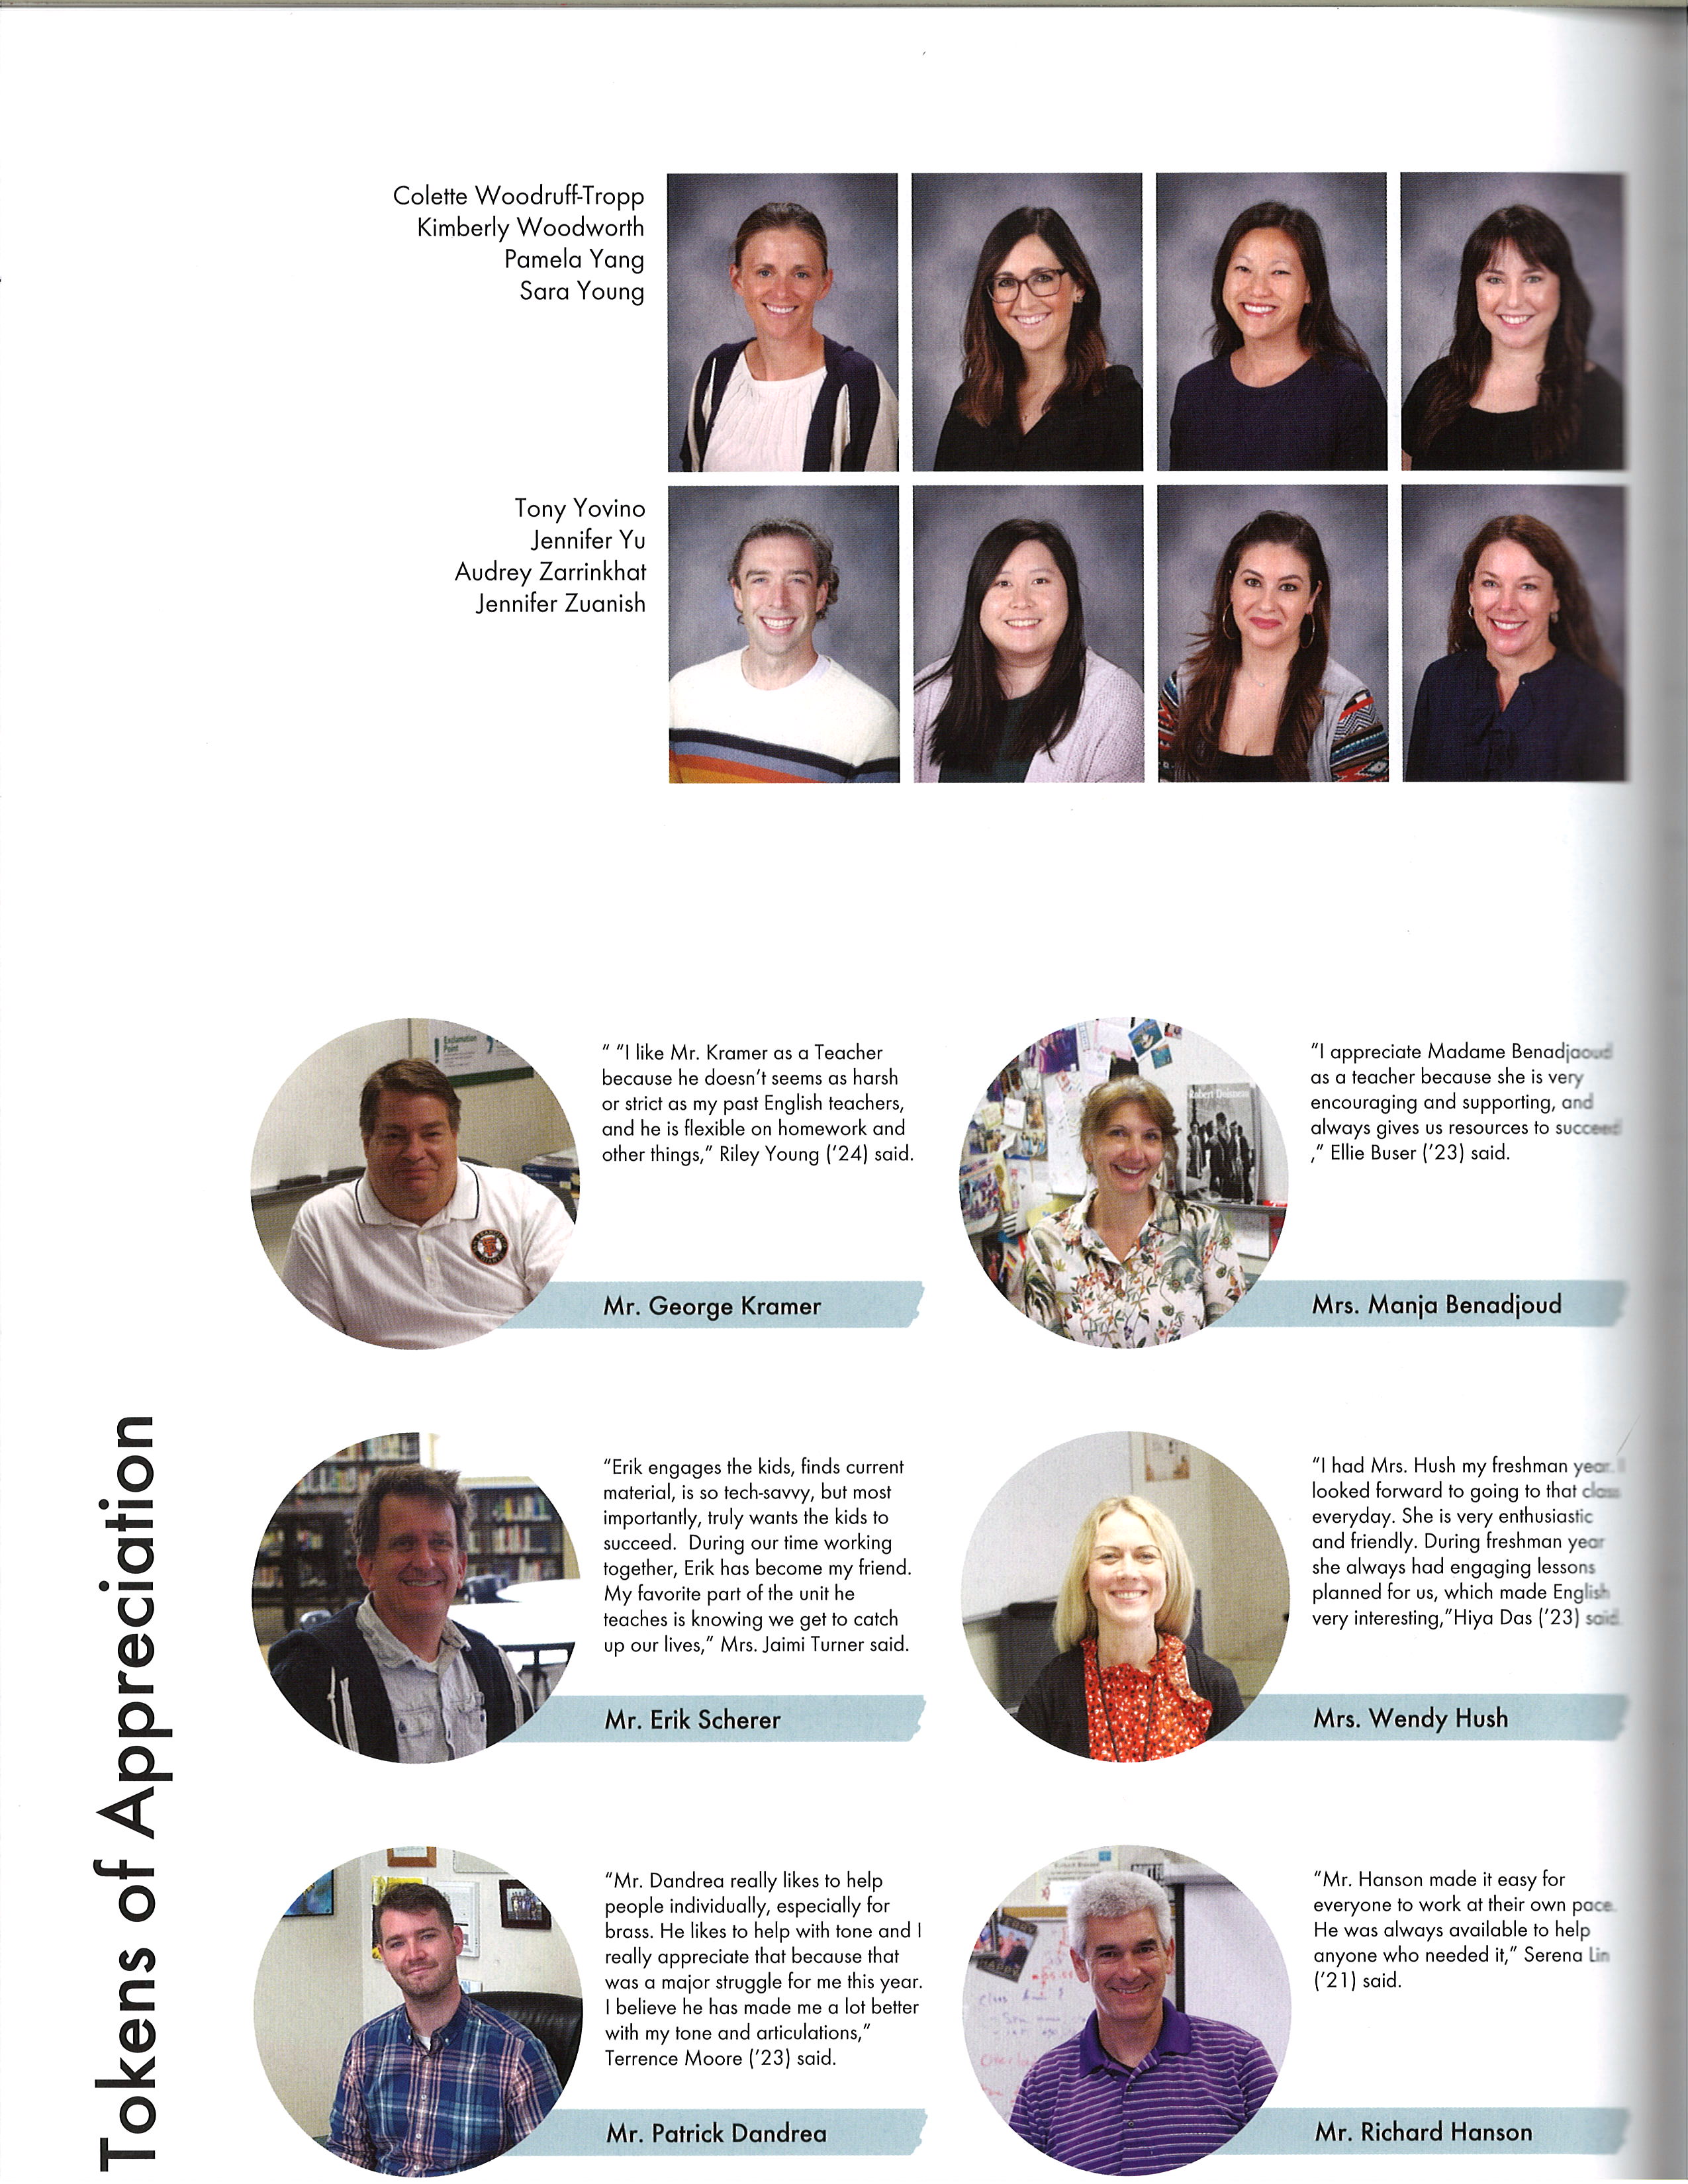 Colette Woodruff-Tropp
Kimberly Woodworth
Pamela Yang
Sara Young
Tony Yovino
Jennifer Yu
Audrey Zarrinkhat
Jennifer Zuanish
Tokens of Appreciation
Exclamation
Point
“ “I like Mr. Kramer as a Teacher
because he doesn’t seems as harsh
or strict as my past English teachers,
and he is flexible on homework and
other things,” Riley Young (’24) said.
Mr. George Kramer
Robert Doisneau
“I appreciate Madame Benadjaoud
as a teacher because she is very
encouraging and supporting, and
always gives us resources to succeed
,” Ellie Buser (’23) said.
Mrs. Manja Benadjoud
“Erik engages the kids, finds current
material, is so tech-savvy, but most
importantly, truly wants the kids to
succeed.  During our time working
together, Erik has become my friend.
My favorite part of the unit he
teaches is knowing we get to catch
up our lives,” Mrs. Jaimi Turner said.
Mr. Erik Scherer
“I had Mrs. Hush my freshman year. I
looked forward to going to that class
everyday. She is very enthusiastic
and friendly. During freshman year
she always had engaging lessons
planned for us, which made English
very interesting,”Hiya Das (’23) said.
Mrs. Wendy Hush
“Mr. Dandrea really likes to help
people individually, especially for
brass. He likes to help with tone and I
really appreciate that because that
was a major struggle for me this year.
I believe he has made me a lot better
with my tone and articulations,”
Terrence Moore (’23) said.
Mr. Patrick Dandrea
“Mr. Hanson made it easy for
everyone to work at their own pace.
He was always available to help
anyone who needed it,” Serena Lin
(’21) said.
Mr. Richard Hanson